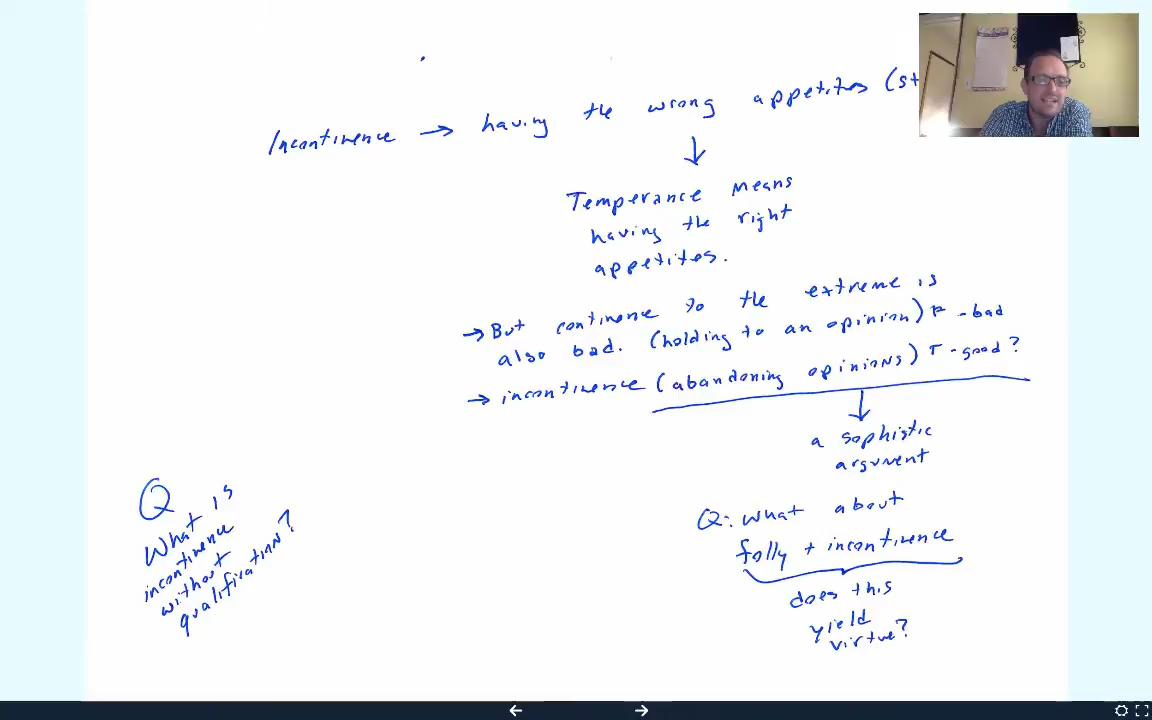 Incontinence → having the wrong appetites (st
↓
Temperance means
having the right
appetites.
→ But continence to the extreme is
also bad. (holding to an opinion) F - bad
→ incontinence (abandoning opinions) T - good?
↓
a sophistic
argument
Q: What about
folly + incontinence
does this
yield
virtue?
Q
What is
incontinence
without
qualification?